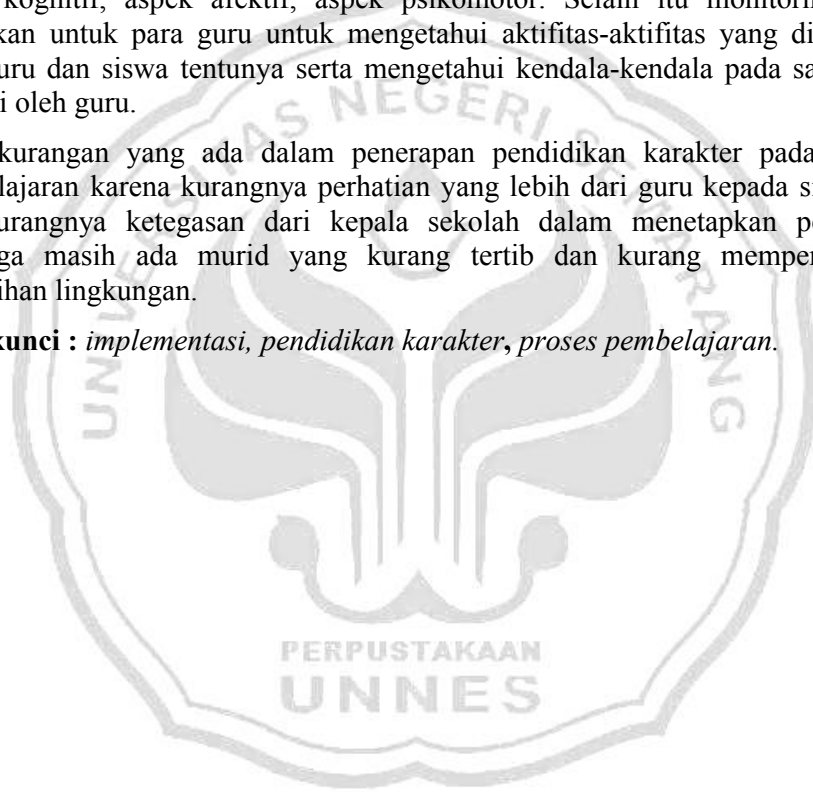 kognitif, aspek afektif, aspek psikomotor. Selain itu monitori
kan untuk para guru untuk mengetahui aktifitas-aktifitas yang di
uru dan siswa tentunya serta mengetahui kendala-kendala pada sa
i oleh guru.
kurangan yang ada dalam penerapan pendidikan karakter pada
lajaran karena kurangnya perhatian yang lebih dari guru kepada s
urangnya ketegasan dari kepala sekolah dalam menetapkan pe
ga masih ada murid yang kurang tertib dan kurang memper
ihan lingkungan.
kunci : implementasi, pendidikan karakter, proses pembelajaran.
UNIVERSITAS NEGERI SEMARANG
PERPUSTAKAAN
UNNES